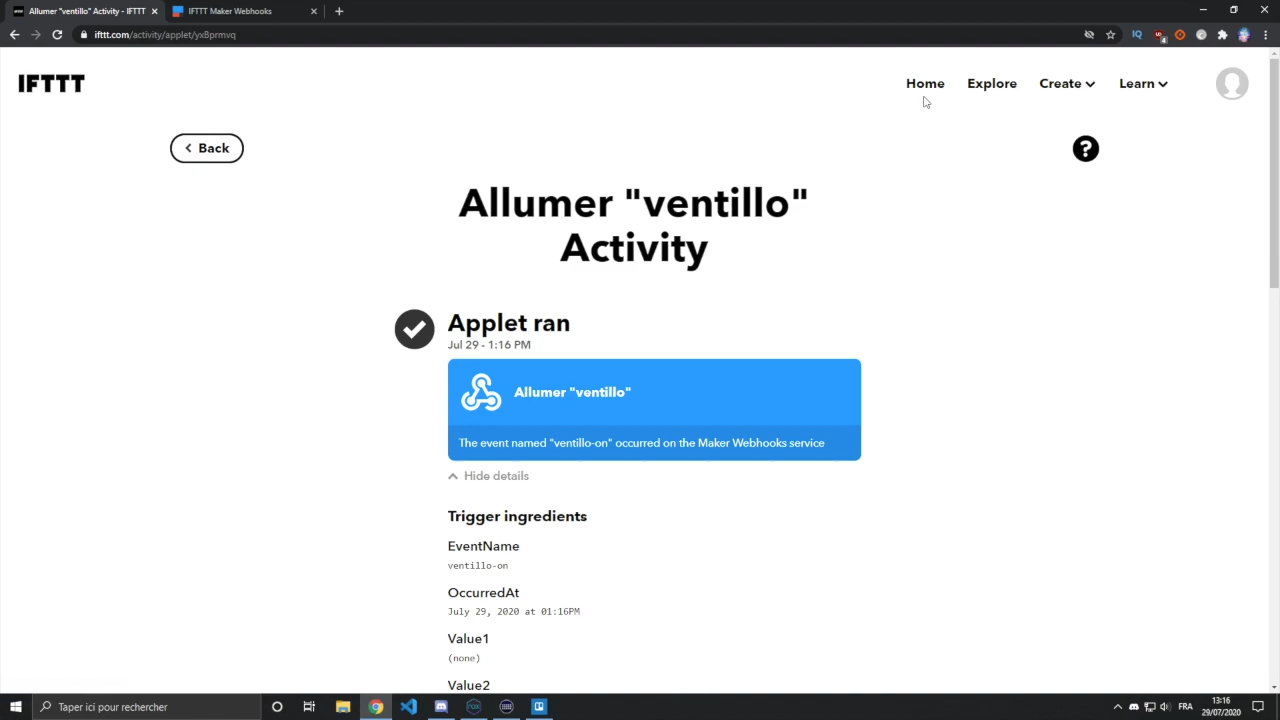 Allumer "ventillo" Activity - IFTTT
IFTTT Maker Webhooks
ifttt.com/activity/applet/yx8prmvq
IFTTT
Home
Explore
Create
Learn
Back
?
Allumer "ventillo"
Activity
Applet ran
Jul 29 - 1:16 PM
Allumer "ventillo"
The event named "ventillo-on" occurred on the Maker Webhooks service
Hide details
Trigger ingredients
EventName
ventillo-on
OccurredAt
July 29, 2020 at 01:16PM
Value1
(none)
Value2
Taper ici pour rechercher
FRA
13:16
29/07/2020